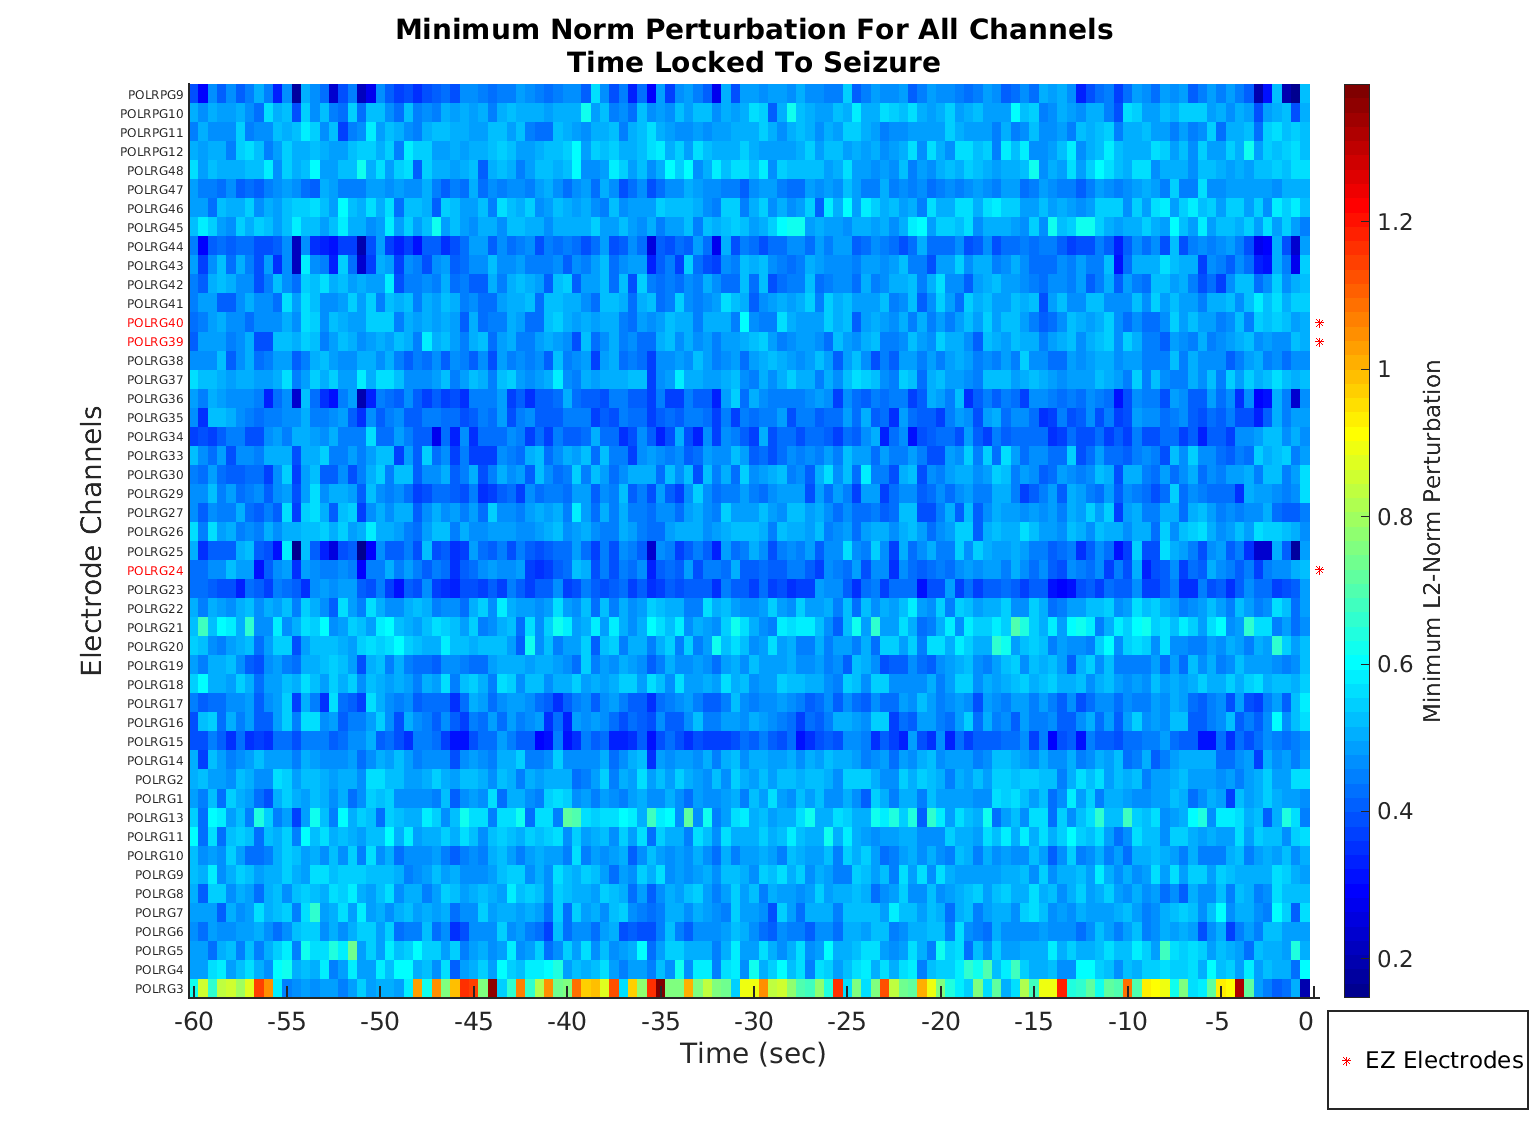 Minimum Norm Perturbation For All Channels
Time Locked To Seizure
POLRPG9
POLRPG10
POLRPG11
POLRPG12
POLRG48
POLRG47
POLRG46
POLRG45
POLRG44
POLRG43
POLRG42
POLRG41
POLRG40
POLRG39
POLRG38
POLRG37
POLRG36
POLRG35
POLRG34
POLRG33
POLRG30
POLRG29
POLRG27
POLRG26
POLRG25
POLRG24
POLRG23
POLRG22
POLRG21
POLRG20
POLRG19
POLRG18
POLRG17
POLRG16
POLRG15
POLRG14
POLRG2
POLRG1
POLRG13
POLRG11
POLRG10
POLRG9
POLRG8
POLRG7
POLRG6
POLRG5
POLRG4
POLRG3
Electrode Channels
-60 -55 -50 -45 -40 -35 -30 -25 -20 -15 -10 -5 0
Time (sec)
1.2
1
0.8
0.6
0.4
0.2
Minimum L2-Norm Perturbation
* EZ Electrodes